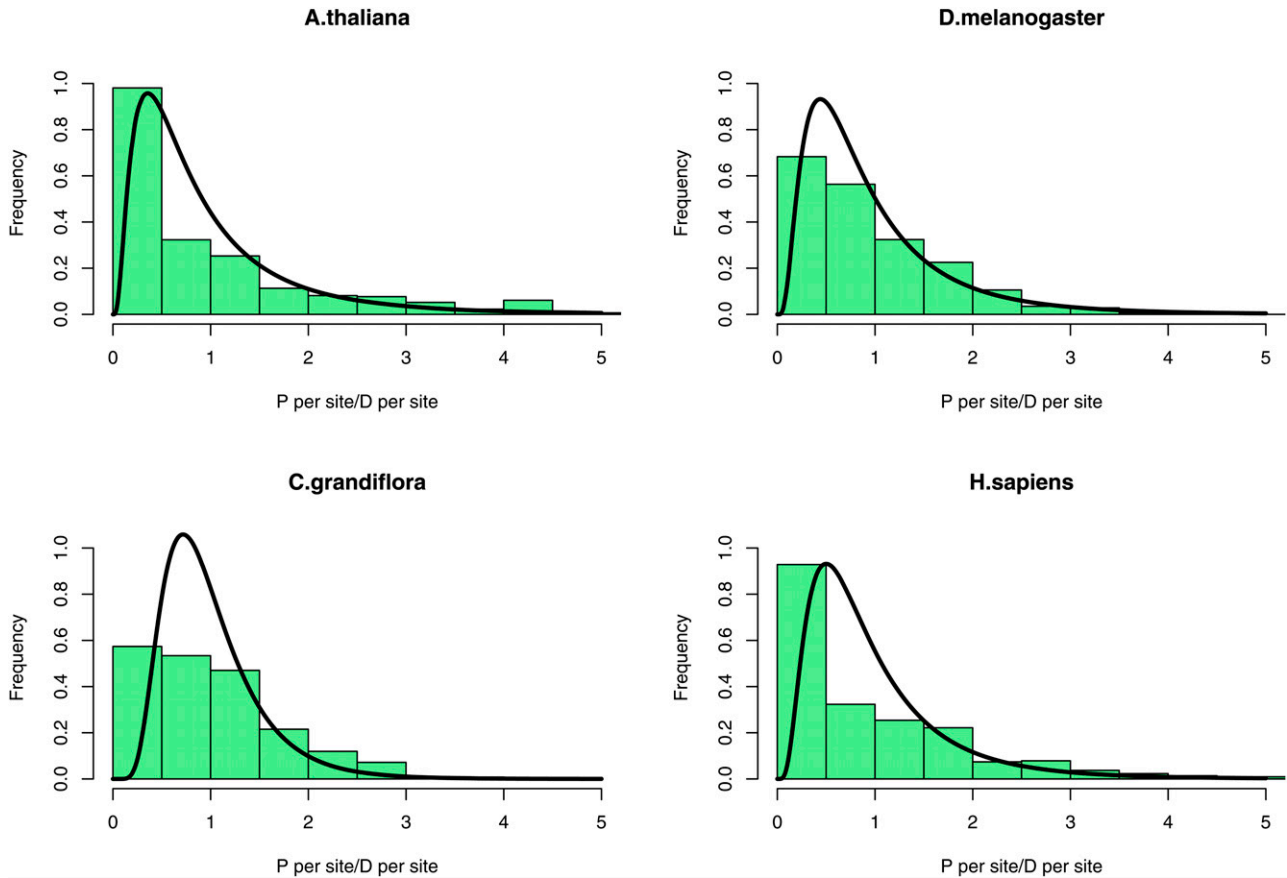 A.thaliana
Frequency
0.0 0.2 0.4 0.6 0.8 1.0
0 1 2 3 4 5
P per site/D per site
D.melanogaster
Frequency
0.0 0.2 0.4 0.6 0.8 1.0
0 1 2 3 4 5
P per site/D per site
C.grandiflora
Frequency
0.0 0.2 0.4 0.6 0.8 1.0
0 1 2 3 4 5
P per site/D per site
H.sapiens
Frequency
0.0 0.2 0.4 0.6 0.8 1.0
0 1 2 3 4 5
P per site/D per site